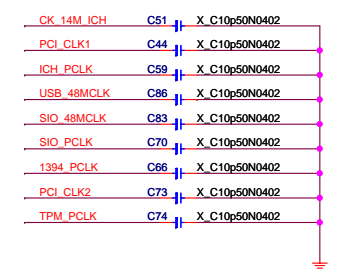 CK_14M_ICH C51 X_C10p50N0402
PCI_CLK1 C44 X_C10p50N0402
ICH_PCLK C59 X_C10p50N0402
USB_48MCLK C86 X_C10p50N0402
SIO_48MCLK C83 X_C10p50N0402
SIO_PCLK C70 X_C10p50N0402
1394_PCLK C66 X_C10p50N0402
PCI_CLK2 C73 X_C10p50N0402
TPM_PCLK C74 X_C10p50N0402